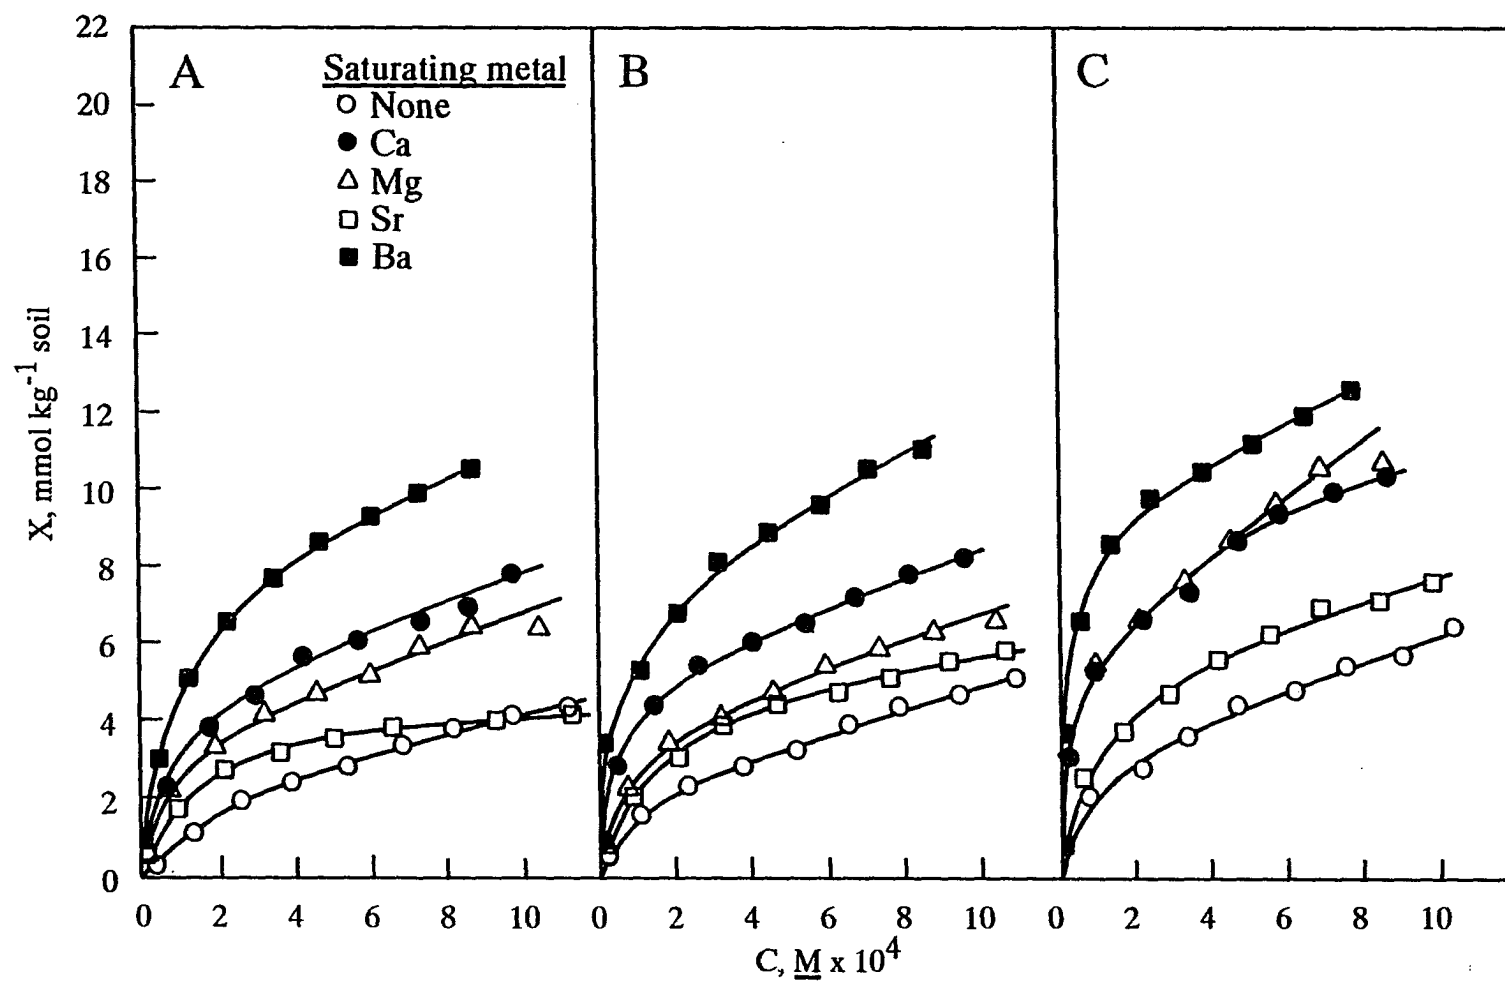 A
B
C
Saturating metal
None
Ca
Mg
Sr
Ba
22
20
18
16
14
12
10
8
6
4
2
0
X, mmol kg⁻¹ soil
0 2 4 6 8 10
0 2 4 6 8 10
0 2 4 6 8 10
C, M x 10⁴